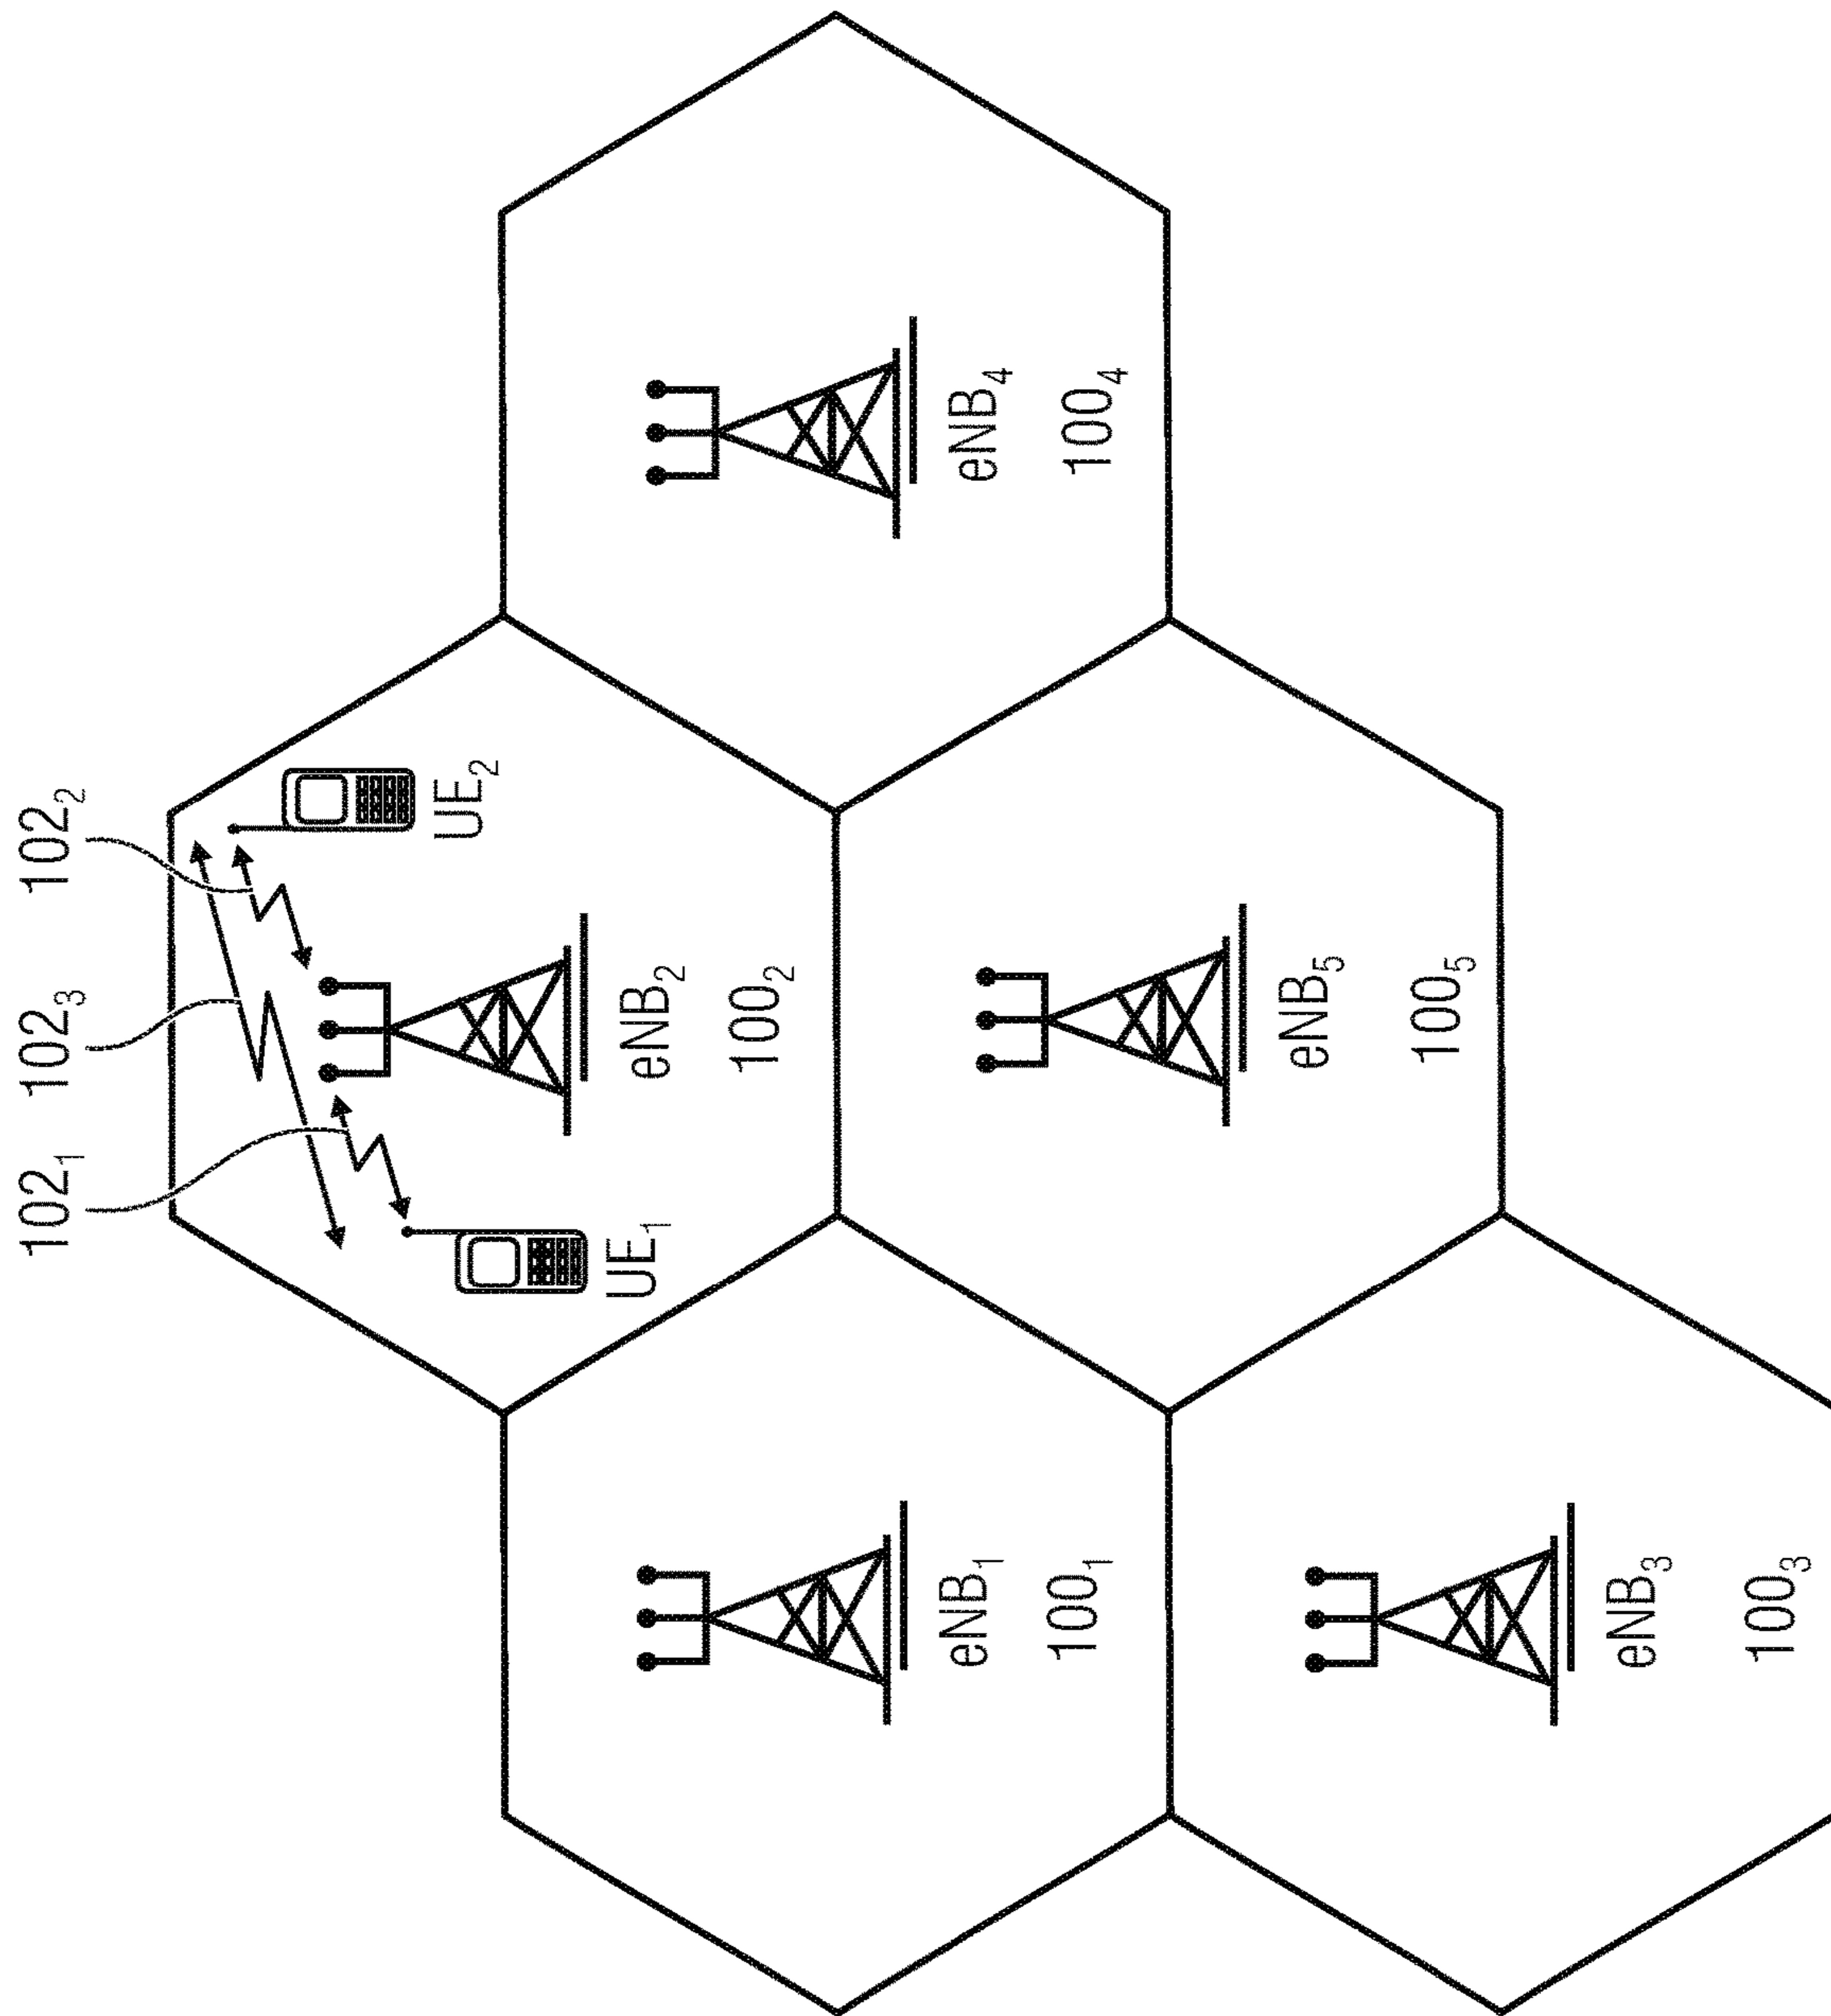 102₁
102₃
102₂
UE₂
UE₁
eNB₂
100₂
eNB₁
100₁
eNB₄
100₄
eNB₅
100₅
eNB₃
100₃